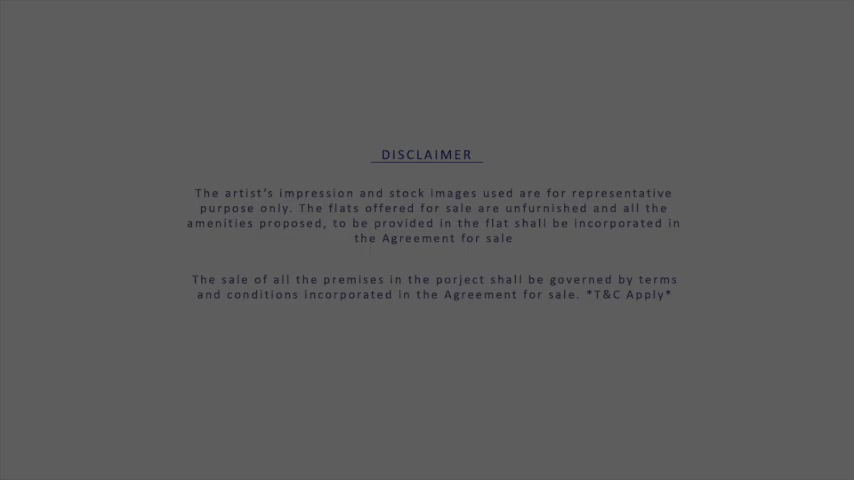 DISCLAIMER
The artist's impression and stock images used are for representative
purpose only. The flats offered for sale are unfurnished and all the
amenities proposed, to be provided in the flat shall be incorporated in
the Agreement for sale
The sale of all the premises in the porject shall be governed by terms
and conditions incorporated in the Agreement for sale. *T&C Apply*